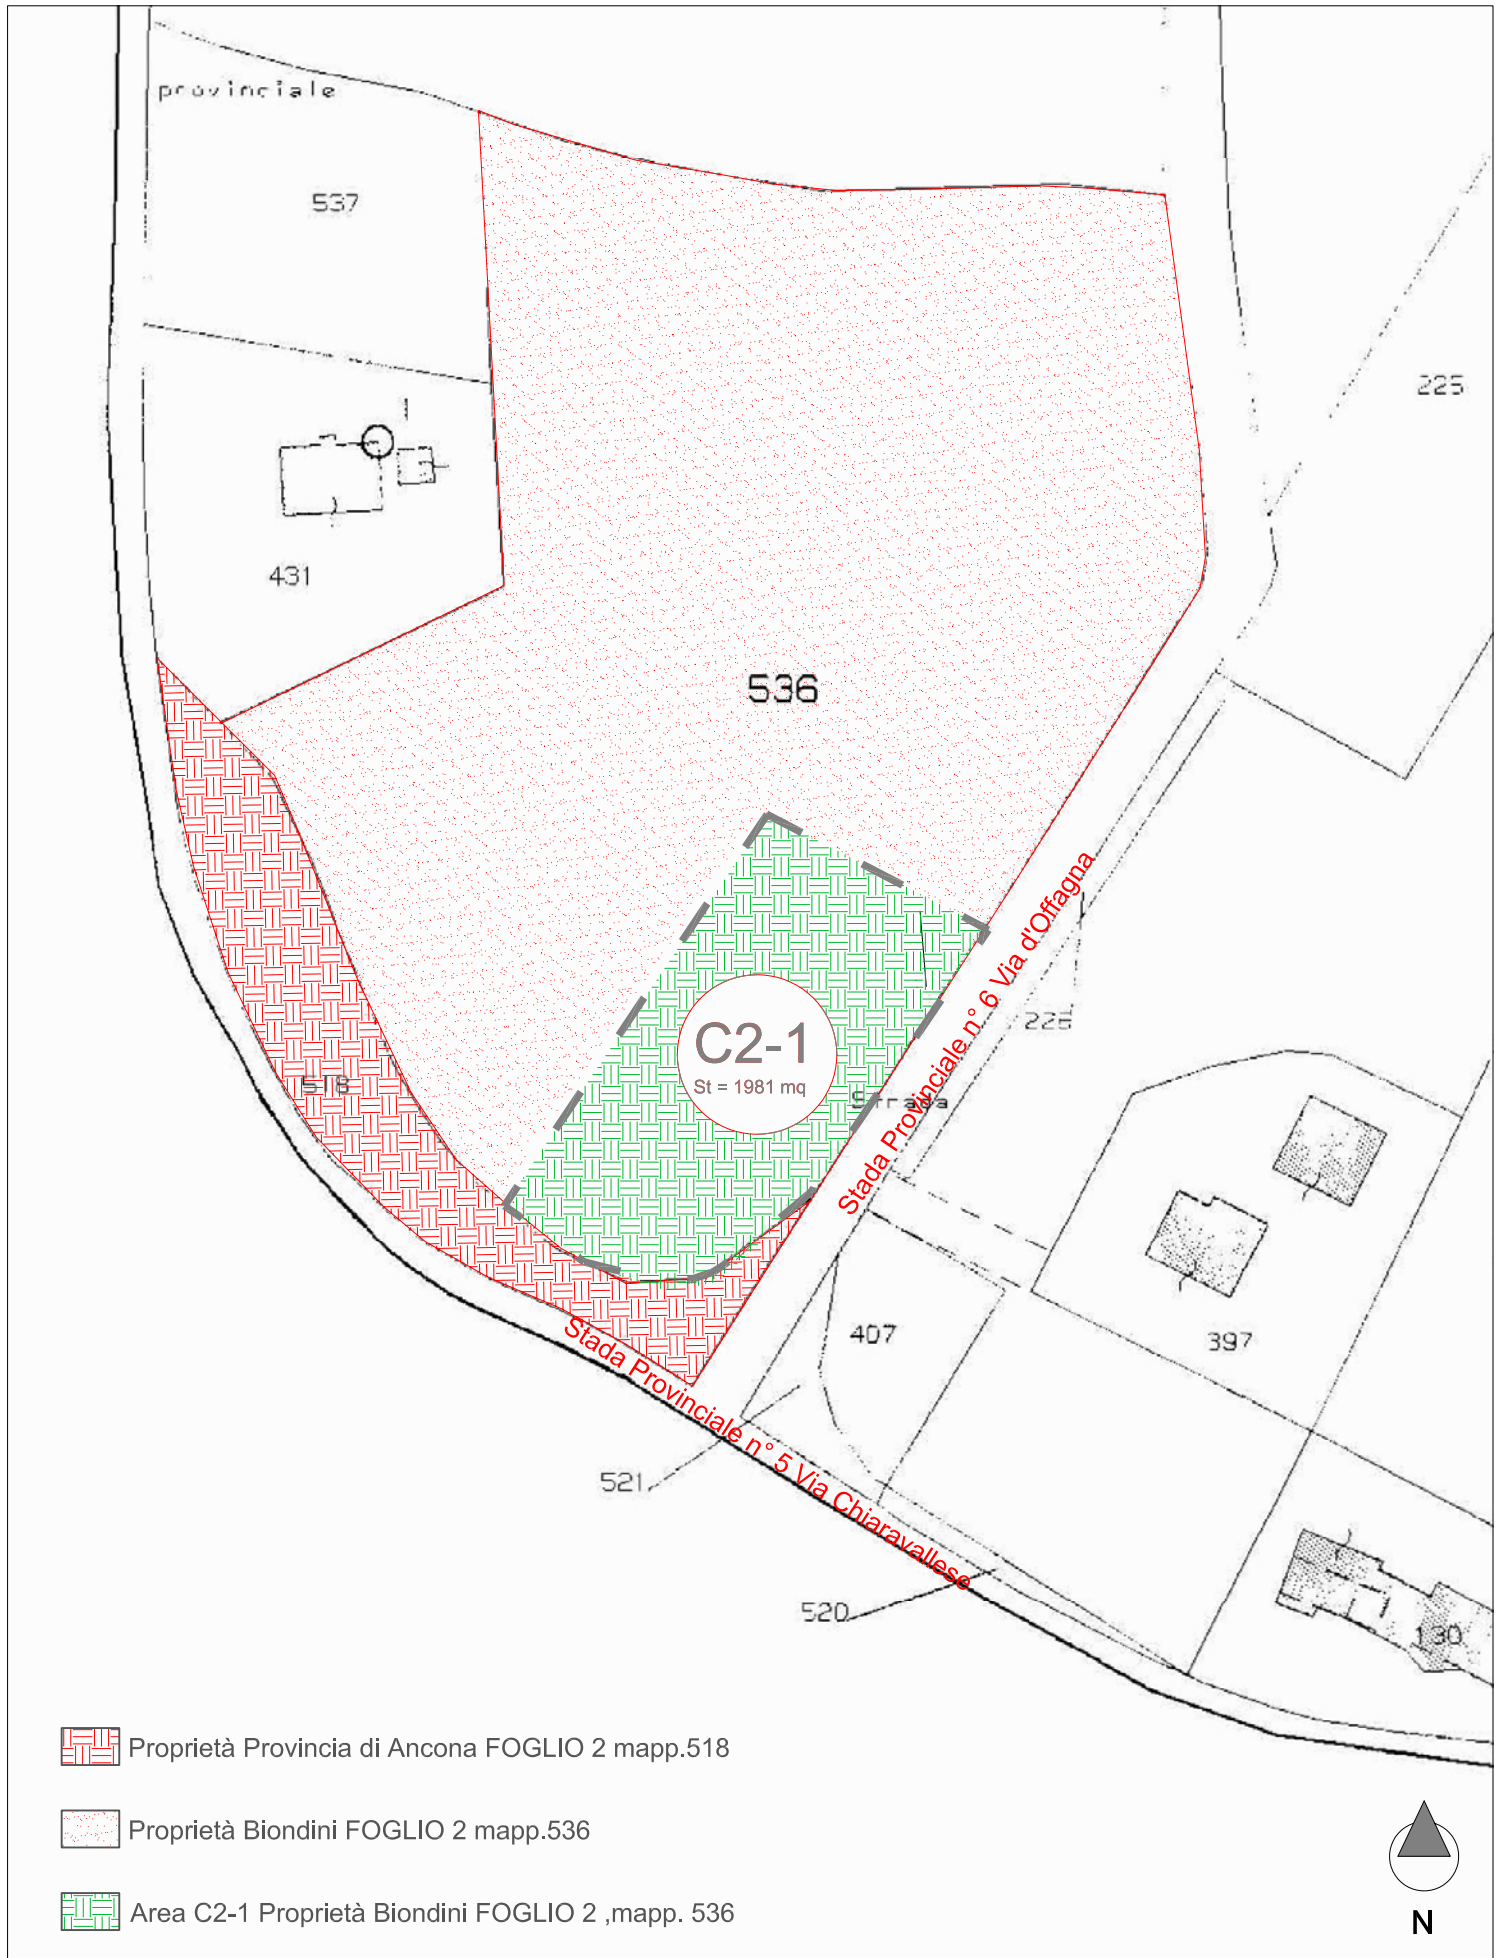 provinciale
537
225
431
536
Stada Provinciale n° 6 Via d'Offagna
225
C2-1
St = 1981 mq
518
Strada
407
397
Stada Provinciale n° 5 Via Chiaravallese
521
520
130
Proprietà Provincia di Ancona FOGLIO 2 mapp.518
Proprietà Biondini FOGLIO 2 mapp.536
Area C2-1 Proprietà Biondini FOGLIO 2 ,mapp. 536
N